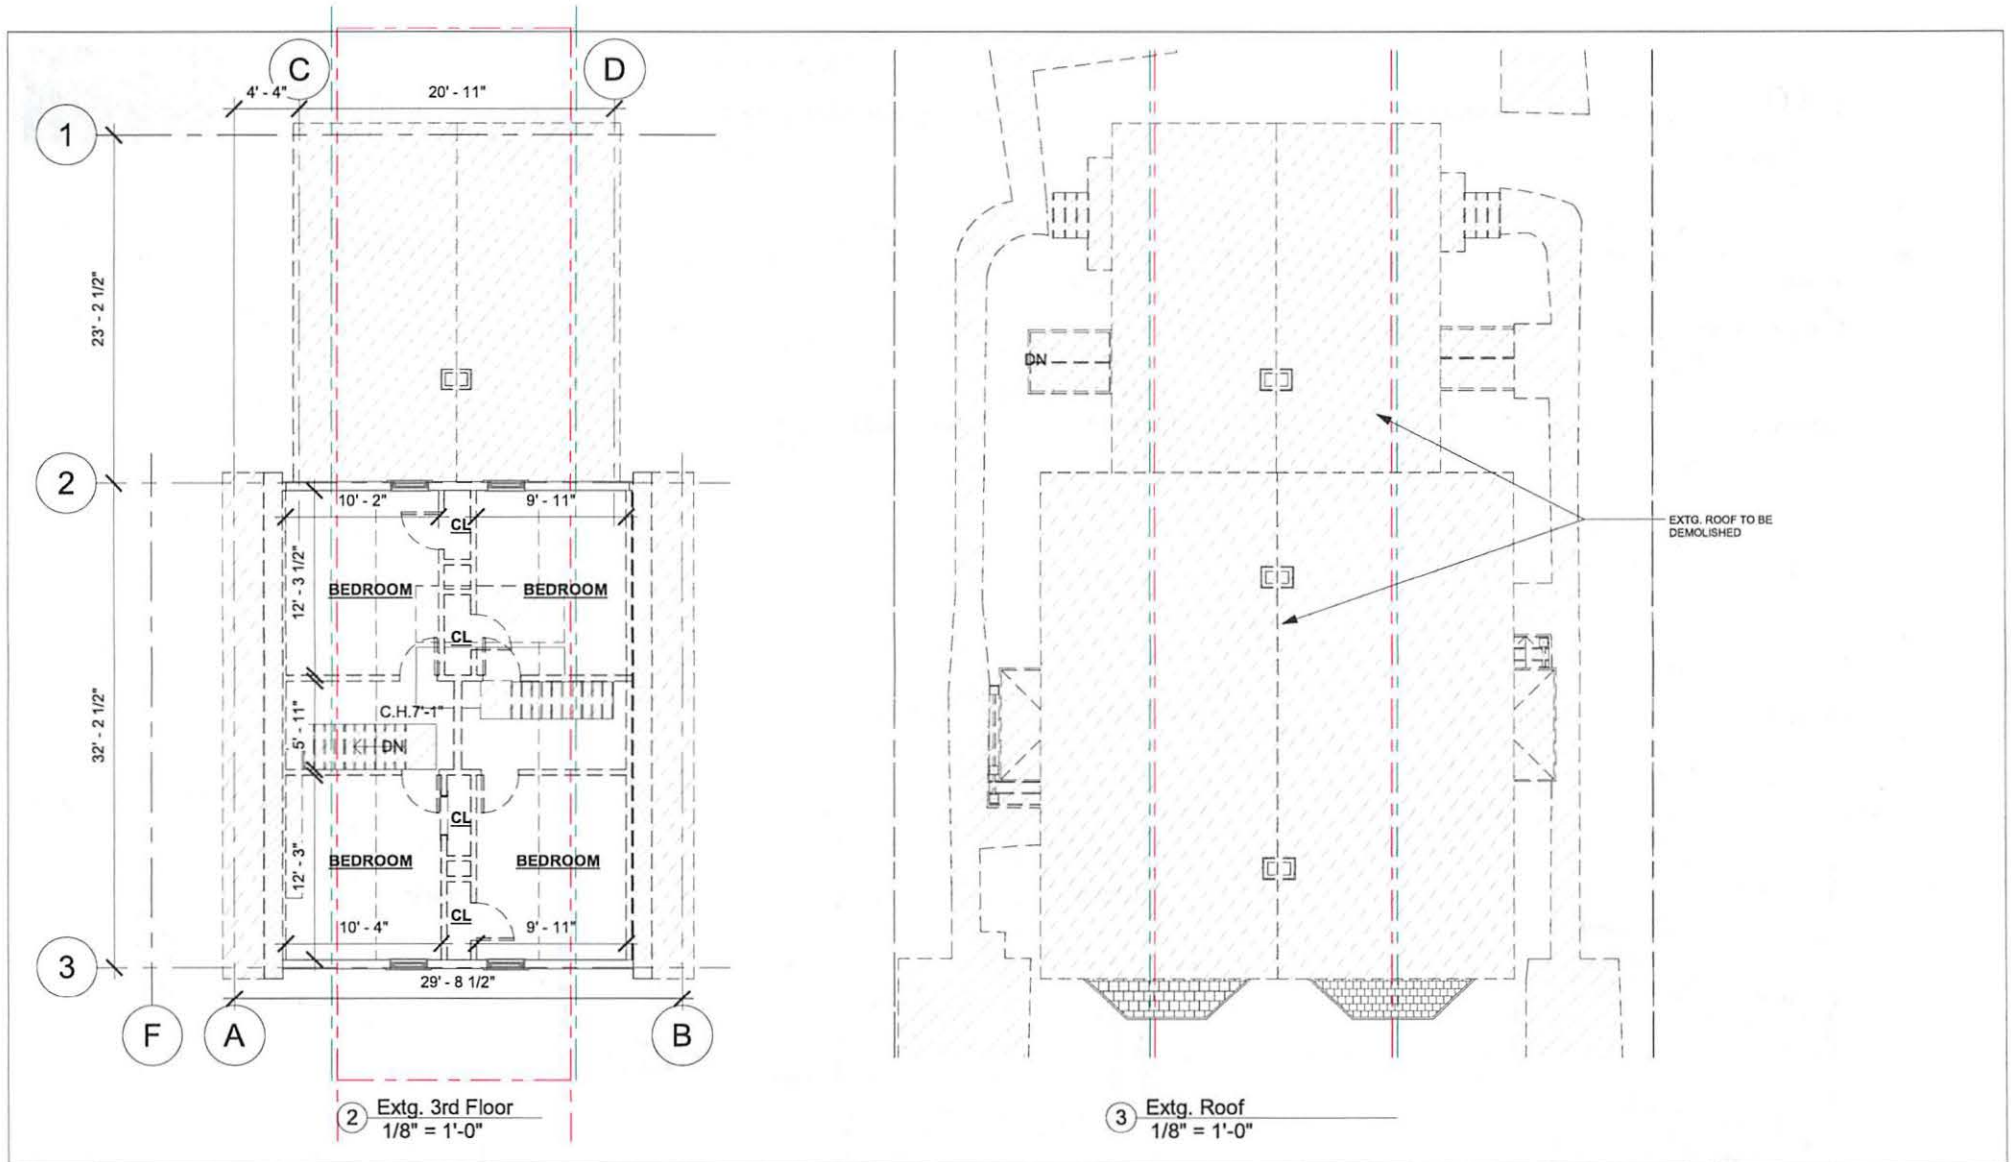 C
D
4' - 4"
20' - 11"
1
23' - 2 1/2"
DN
2
10' - 2"
9' - 11"
CL
EXTG. ROOF TO BE
DEMOLISHED
12' - 3 1/2"
BEDROOM
BEDROOM
CL
32' - 2 1/2"
5' - 11"
C.H.7'-1"
DN
CL
12' - 3"
BEDROOM
BEDROOM
CL
10' - 4"
9' - 11"
3
29' - 8 1/2"
F
A
B
2
Extg. 3rd Floor
1/8" = 1'-0"
3
Extg. Roof
1/8" = 1'-0"